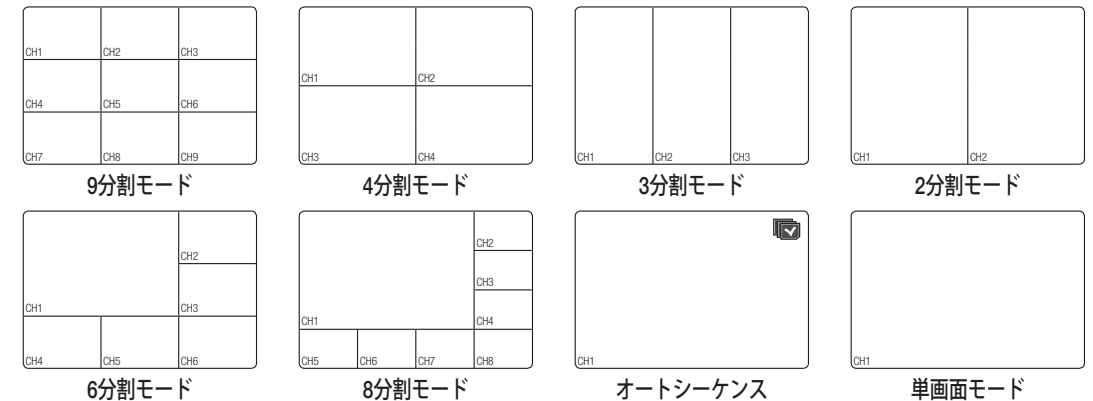 CH1 CH2 CH3
CH4 CH5 CH6
CH7 CH8 CH9
9分割モード
CH1 CH2
CH3 CH4
4分割モード
CH1 CH2 CH3
3分割モード
CH1 CH2
2分割モード
CH2
CH1 CH3
CH4 CH5 CH6
6分割モード
CH2
CH3
CH1 CH4
CH5 CH6 CH7 CH8
8分割モード
CH1
オートシーケンス
CH1
単画面モード